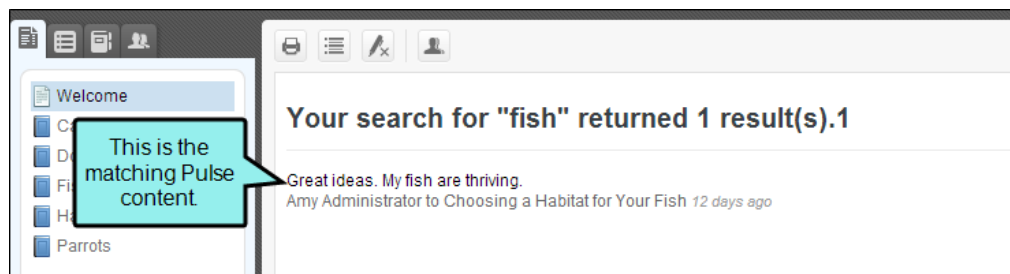 Welcome
Parrots
This is the
matching Pulse
content.
Your search for "fish" returned 1 result(s).1
Great ideas. My fish are thriving.
Amy Administrator to Choosing a Habitat for Your Fish 12 days ago